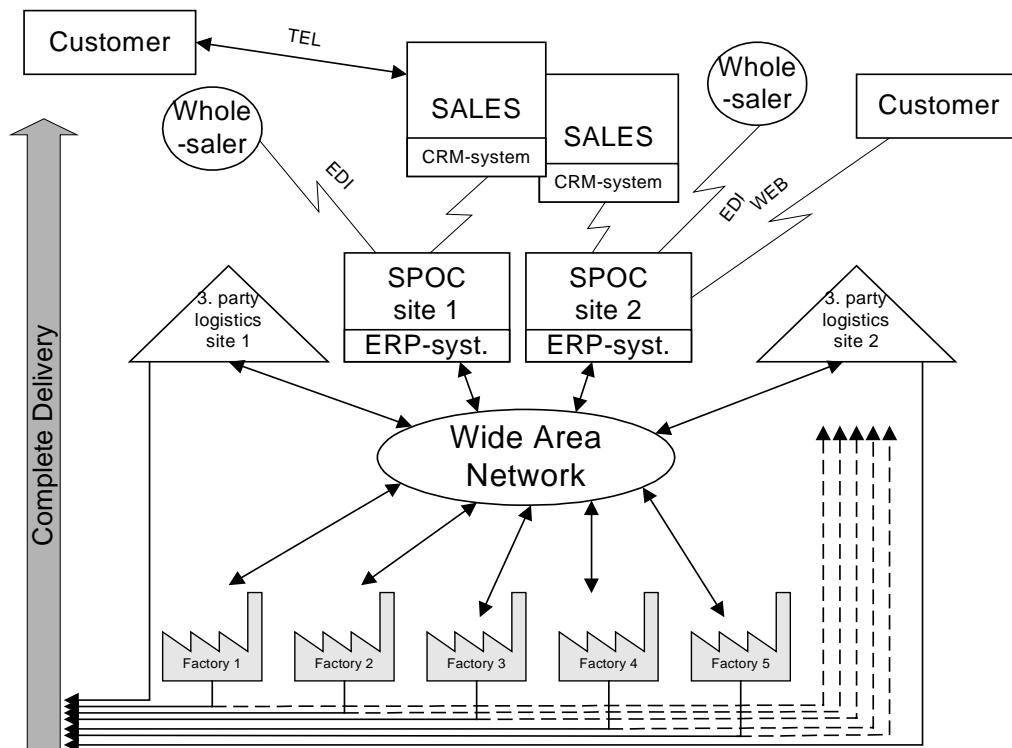 Customer
TEL
SALES
CRM-system
SALES
CRM-system
Whole
-saler
Whole
-saler
Customer
EDI
EDI
WEB
SPOC
site 1
ERP-syst.
SPOC
site 2
ERP-syst.
3. party
logistics
site 1
3. party
logistics
site 2
Complete Delivery
Wide Area
Network
Factory 1
Factory 2
Factory 3
Factory 4
Factory 5